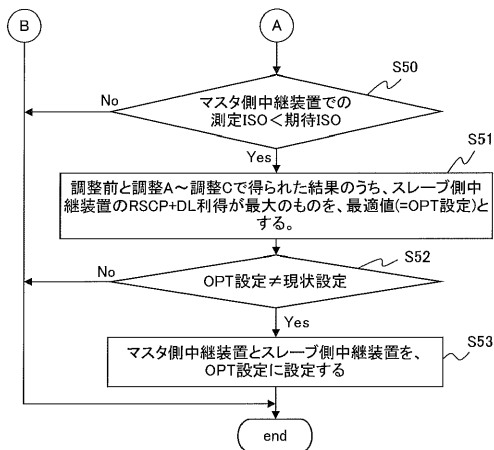 B
A
S50
No
マスタ側中継装置での
測定ISO<期待ISO
Yes
S51
調整前と調整A～調整Cで得られた結果のうち、スレーブ側中
継装置のRSCP+DL利得が最大のものを、最適値(=OPT設定)と
する。
S52
No
OPT設定≠現状設定
Yes
S53
マスタ側中継装置とスレーブ側中継装置を、
OPT設定に設定する
end